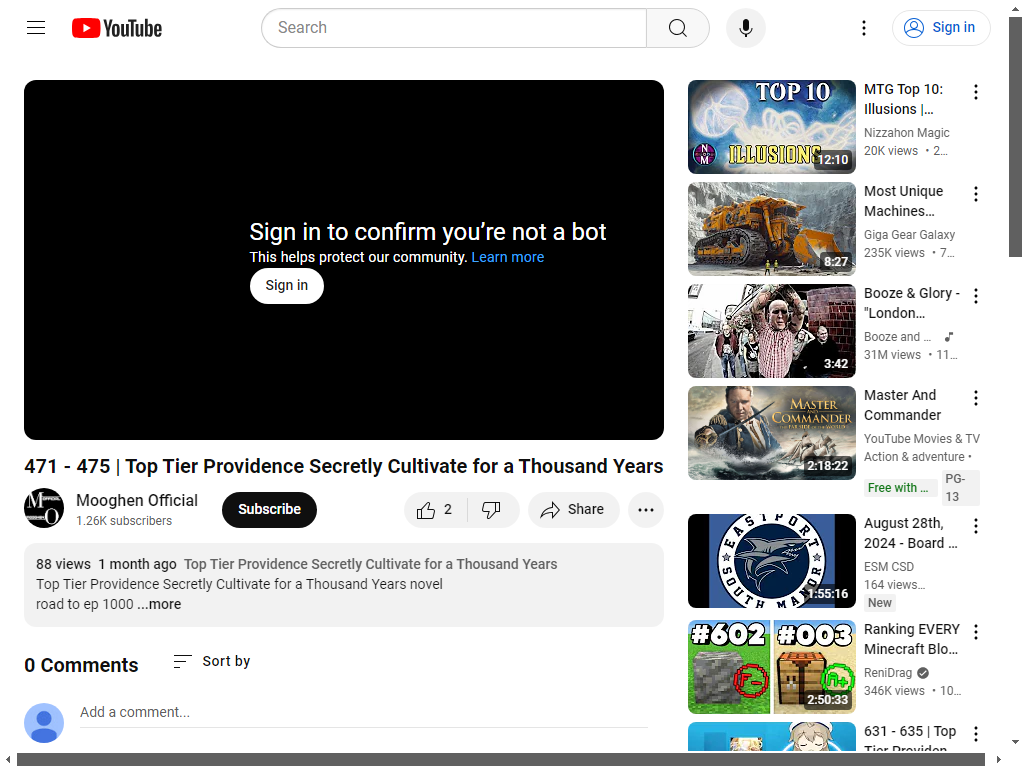 YouTube
Search
Sign in
Sign in to confirm you're not a bot
This helps protect our community. Learn more
Sign in
471 - 475 | Top Tier Providence Secretly Cultivate for a Thousand Years
Mooghen Official
1.26K subscribers
Subscribe
2
Share
88 views 1 month ago Top Tier Providence Secretly Cultivate for a Thousand Years
Top Tier Providence Secretly Cultivate for a Thousand Years novel
road to ep 1000 ...more
0 Comments
Sort by
Add a comment...
TOP 10
ILLUSIONS
12:10
MTG Top 10:
Illusions |...
Nizzahon Magic
20K views • 2...
8:27
Most Unique
Machines...
Giga Gear Galaxy
235K views • 7...
3:42
Booze & Glory -
"London...
Booze and ...
31M views • 11...
MASTER
AND
COMMANDER
THE FAR SIDE OF THE WORLD
2:18:22
Master And
Commander
YouTube Movies & TV
Action & adventure •
Free with ...
PG-
13
EASTPORT
SOUTH MANOR
1:55:16
August 28th,
2024 - Board ...
ESM CSD
164 views...
New
#602
#003
2:50:33
Ranking EVERY
Minecraft Blo...
ReniDrag
346K views • 10...
631 - 635 | Top
Tier Providen...